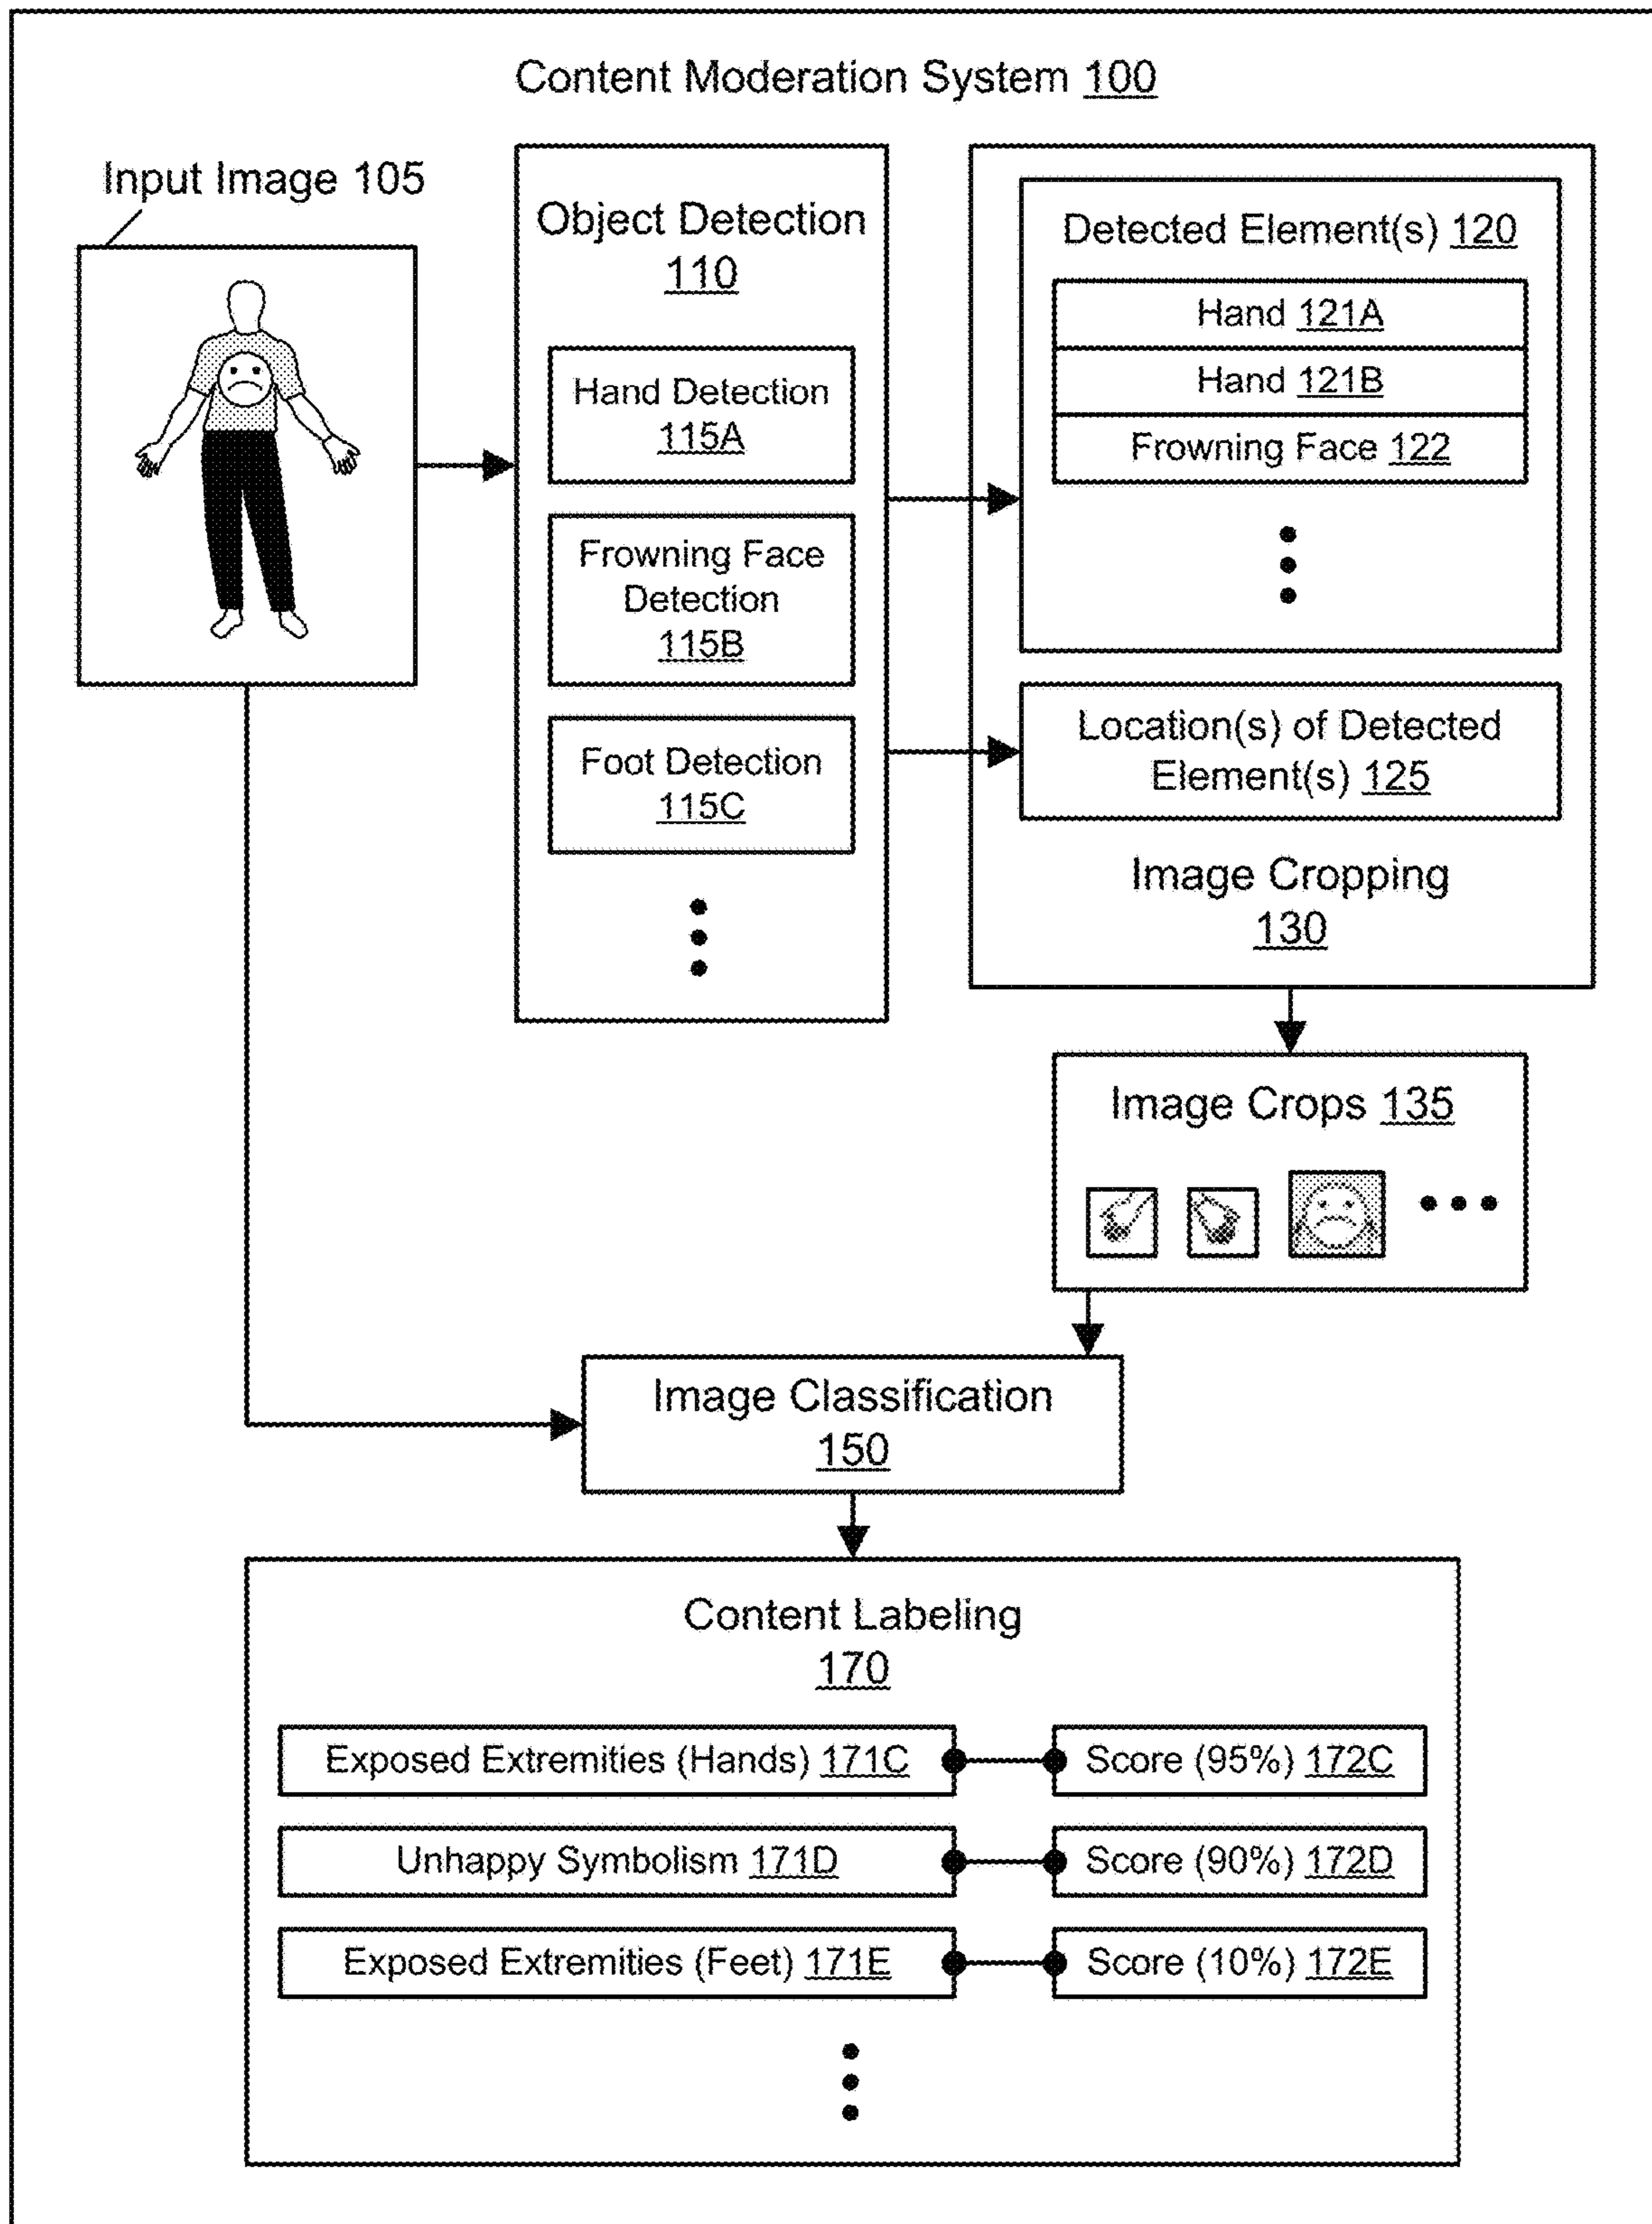 Content Moderation System 100
Input Image 105
Object Detection
110
Hand Detection
115A
Frowning Face
Detection
115B
Foot Detection
115C
Detected Element(s) 120
Hand 121A
Hand 121B
Frowning Face 122
Location(s) of Detected
Element(s) 125
Image Cropping
130
Image Crops 135
Image Classification
150
Content Labeling
170
Exposed Extremities (Hands) 171C
Score (95%) 172C
Unhappy Symbolism 171D
Score (90%) 172D
Exposed Extremities (Feet) 171E
Score (10%) 172E